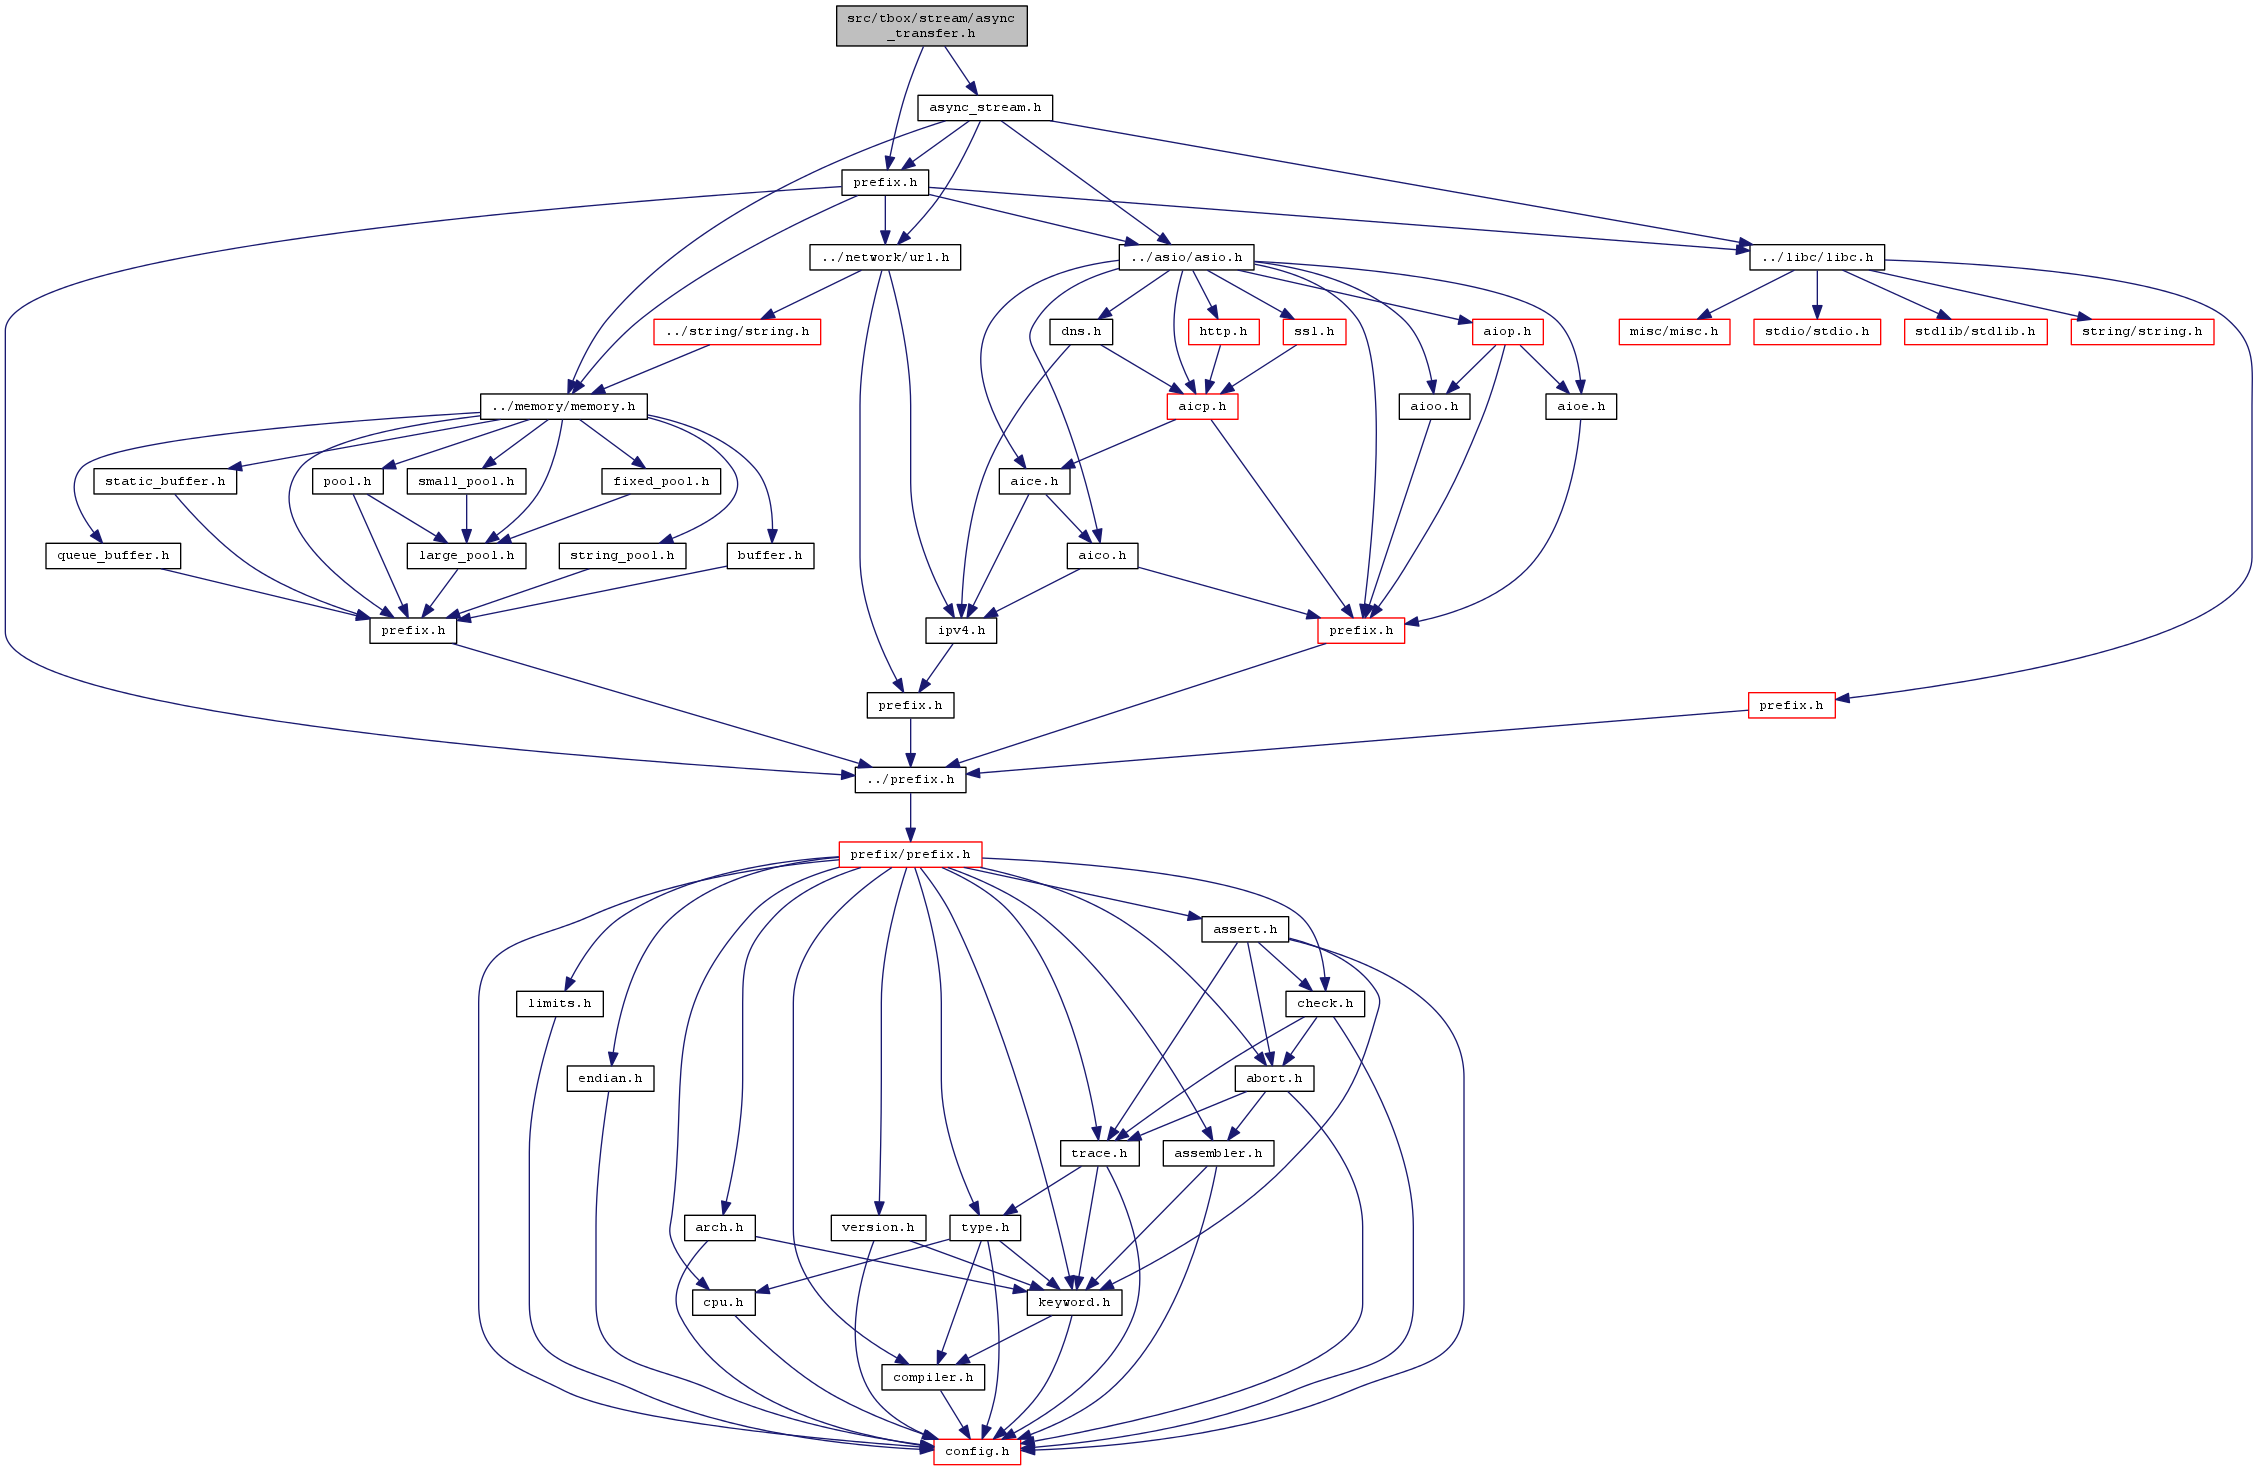 src/tbox/stream/async
_transfer.h
async_stream.h
prefix.h
../network/url.h
../asio/asio.h
../libc/libc.h
../string/string.h
dns.h
http.h
ssl.h
aiop.h
misc/misc.h
stdio/stdio.h
stdlib/stdlib.h
string/string.h
../memory/memory.h
aicp.h
aioo.h
aioe.h
static_buffer.h
pool.h
small_pool.h
fixed_pool.h
aice.h
queue_buffer.h
large_pool.h
string_pool.h
buffer.h
aico.h
prefix.h
ipv4.h
prefix.h
prefix.h
prefix.h
../prefix.h
prefix/prefix.h
assert.h
limits.h
check.h
endian.h
abort.h
trace.h
assembler.h
arch.h
version.h
type.h
cpu.h
keyword.h
compiler.h
config.h